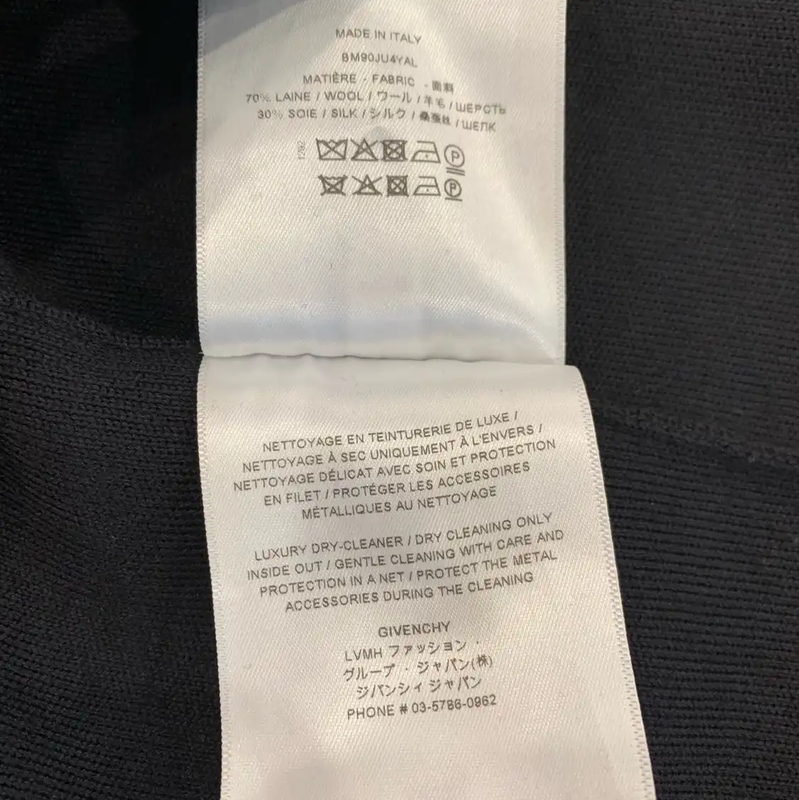 MADE IN ITALY
BM90JU4YAL
MATIÈRE - FABRIC - 面料
70% LAINE / WOOL / ウール / 羊毛 / ШЕРСТЬ
30% SOIE / SILK / シルク / 桑蚕丝 / ШЕЛК
1292
P
P
NETTOYAGE EN TEINTURERIE DE LUXE /
NETTOYAGE À SEC UNIQUEMENT À L'ENVERS /
NETTOYAGE DÉLICAT AVEC SOIN ET PROTECTION
EN FILET / PROTÉGER LES ACCESSOIRES
MÉTALLIQUES AU NETTOYAGE
LUXURY DRY-CLEANER / DRY CLEANING ONLY
INSIDE OUT / GENTLE CLEANING WITH CARE AND
PROTECTION IN A NET / PROTECT THE METAL
ACCESSORIES DURING THE CLEANING
GIVENCHY
LVMH ファッション・
グループ・ジャパン(株)
ジバンシィ ジャパン
PHONE # 03-5786-0962